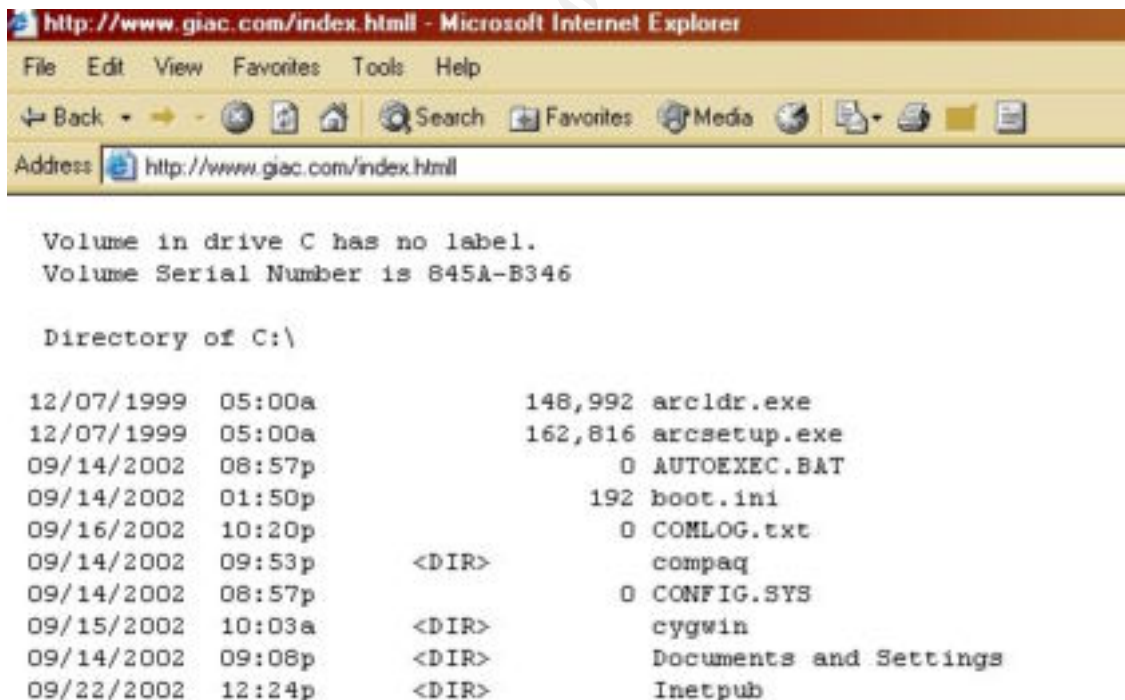 http://www.giac.com/index.htmll - Microsoft Internet Explorer
File Edit View Favorites Tools Help
Back Search Favorites Media
Address http://www.giac.com/index.htmll
Volume in drive C has no label.
Volume Serial Number is 845A-B346
Directory of C:\
12/07/1999 05:00a 148,992 arcldr.exe
12/07/1999 05:00a 162,816 arcsetup.exe
09/14/2002 08:57p 0 AUTOEXEC.BAT
09/14/2002 01:50p 192 boot.ini
09/16/2002 10:20p 0 COMLOG.txt
09/14/2002 09:53p <DIR> compaq
09/14/2002 08:57p 0 CONFIG.SYS
09/15/2002 10:03a <DIR> cygwin
09/14/2002 09:08p <DIR> Documents and Settings
09/22/2002 12:24p <DIR> Inetpub